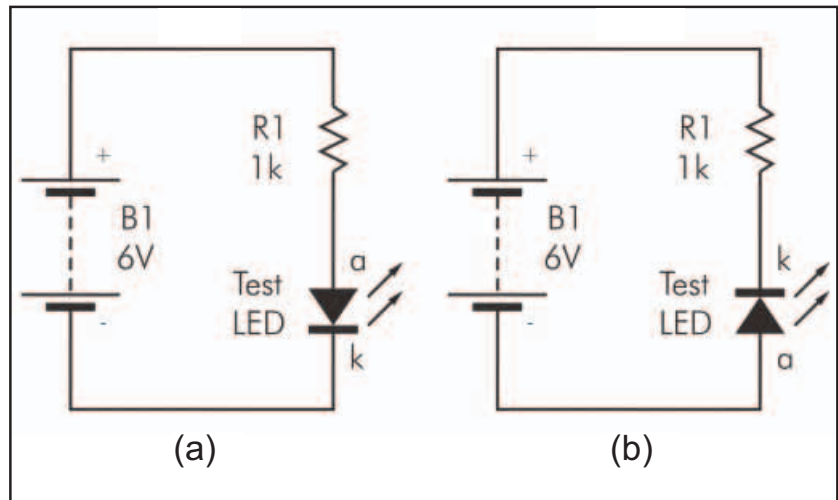 +
B1
6V
-
R1
1k
a
Test
LED
k
(a)
+
B1
6V
-
R1
1k
k
Test
LED
a
(b)